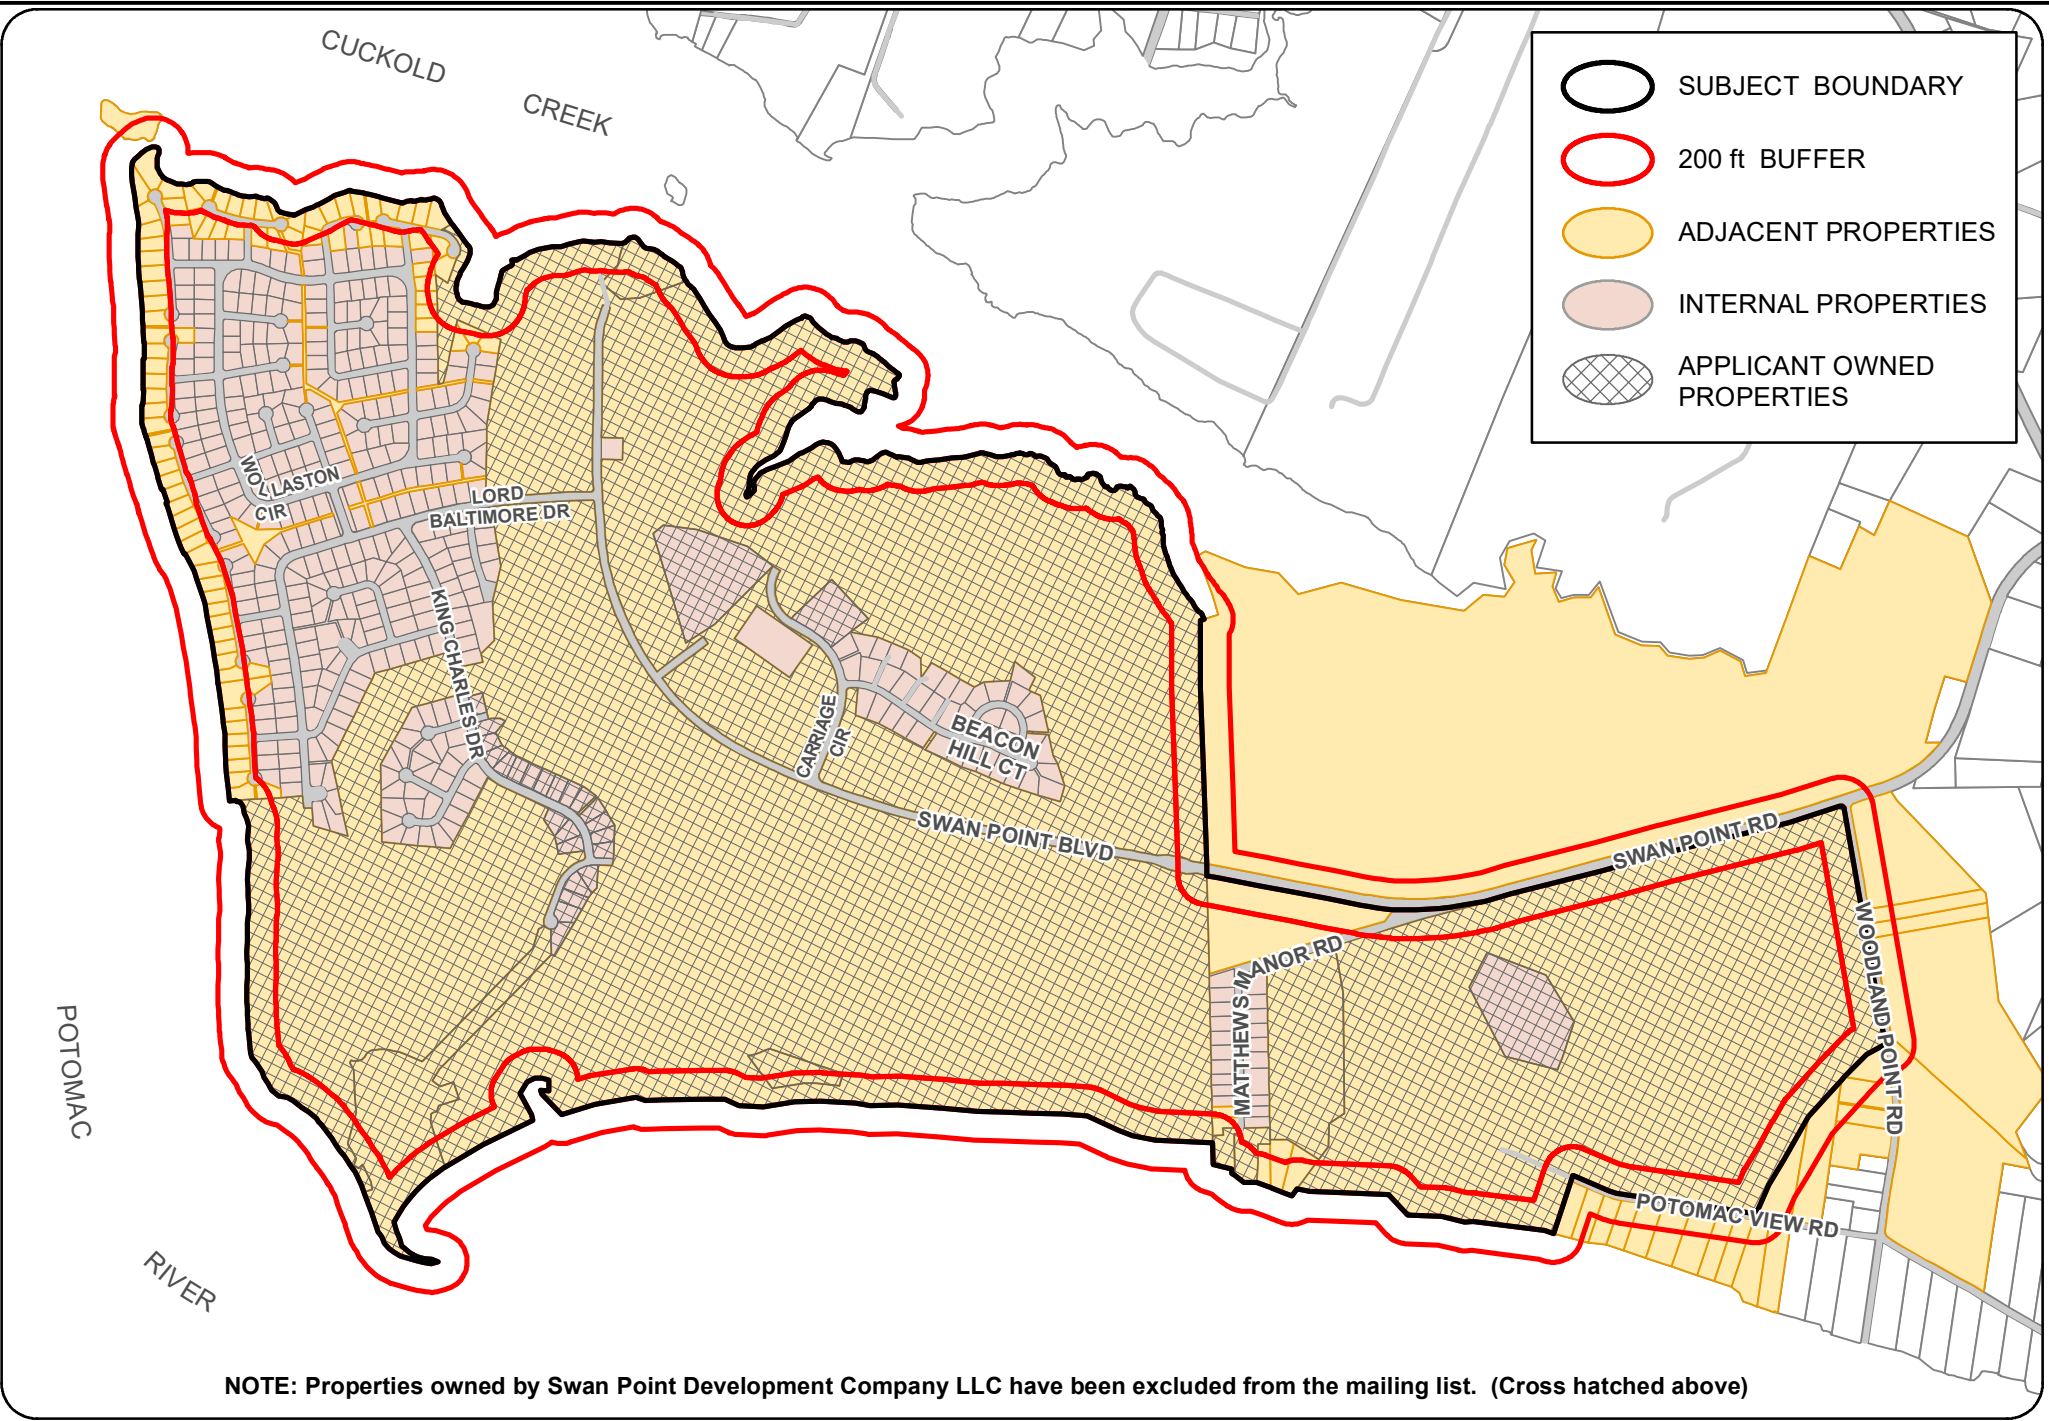 CUCKOLD
CREEK
SUBJECT BOUNDARY
200 ft BUFFER
ADJACENT PROPERTIES
INTERNAL PROPERTIES
APPLICANT OWNED
PROPERTIES
WOLLASTON
CIR
LORD
BALTIMORE DR
KING CHARLES DR
CARRIAGE
CIR
BEACON
HILL CT
SWAN POINT BLVD
SWAN POINT RD
MATTHEWS MANOR RD
WOODLAND POINT RD
POTOMAC VIEW RD
POTOMAC
RIVER
NOTE: Properties owned by Swan Point Development Company LLC have been excluded from the mailing list. (Cross hatched above)